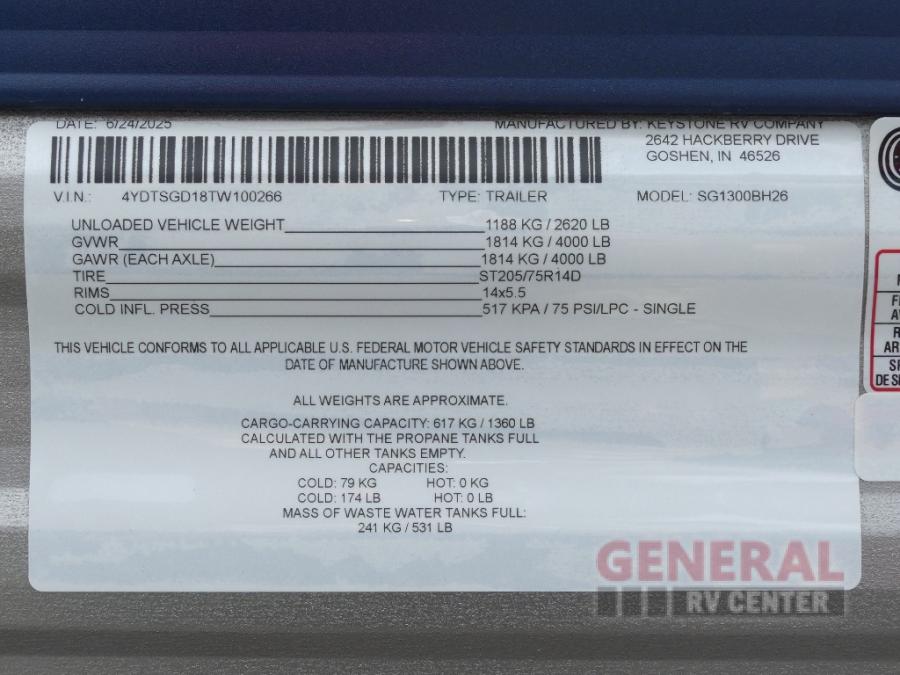 DATE: 6/24/2025 MANUFACTURED BY: KEYSTONE RV COMPANY
2642 HACKBERRY DRIVE
GOSHEN, IN 46526
V.I.N.: 4YDTSGD18TW100266 TYPE: TRAILER MODEL: SG1300BH26
UNLOADED VEHICLE WEIGHT 1188 KG / 2620 LB
GVWR 1814 KG / 4000 LB
GAWR (EACH AXLE) 1814 KG / 4000 LB
TIRE ST205/75R14D
RIMS 14x5.5
COLD INFL. PRESS 517 KPA / 75 PSI/LPC - SINGLE
THIS VEHICLE CONFORMS TO ALL APPLICABLE U.S. FEDERAL MOTOR VEHICLE SAFETY STANDARDS IN EFFECT ON THE
DATE OF MANUFACTURE SHOWN ABOVE.
ALL WEIGHTS ARE APPROXIMATE.
CARGO-CARRYING CAPACITY: 617 KG / 1360 LB
CALCULATED WITH THE PROPANE TANKS FULL
AND ALL OTHER TANKS EMPTY.
CAPACITIES:
COLD: 79 KG HOT: 0 KG
COLD: 174 LB HOT: 0 LB
MASS OF WASTE WATER TANKS FULL:
241 KG / 531 LB
GENERAL
RV CENTER